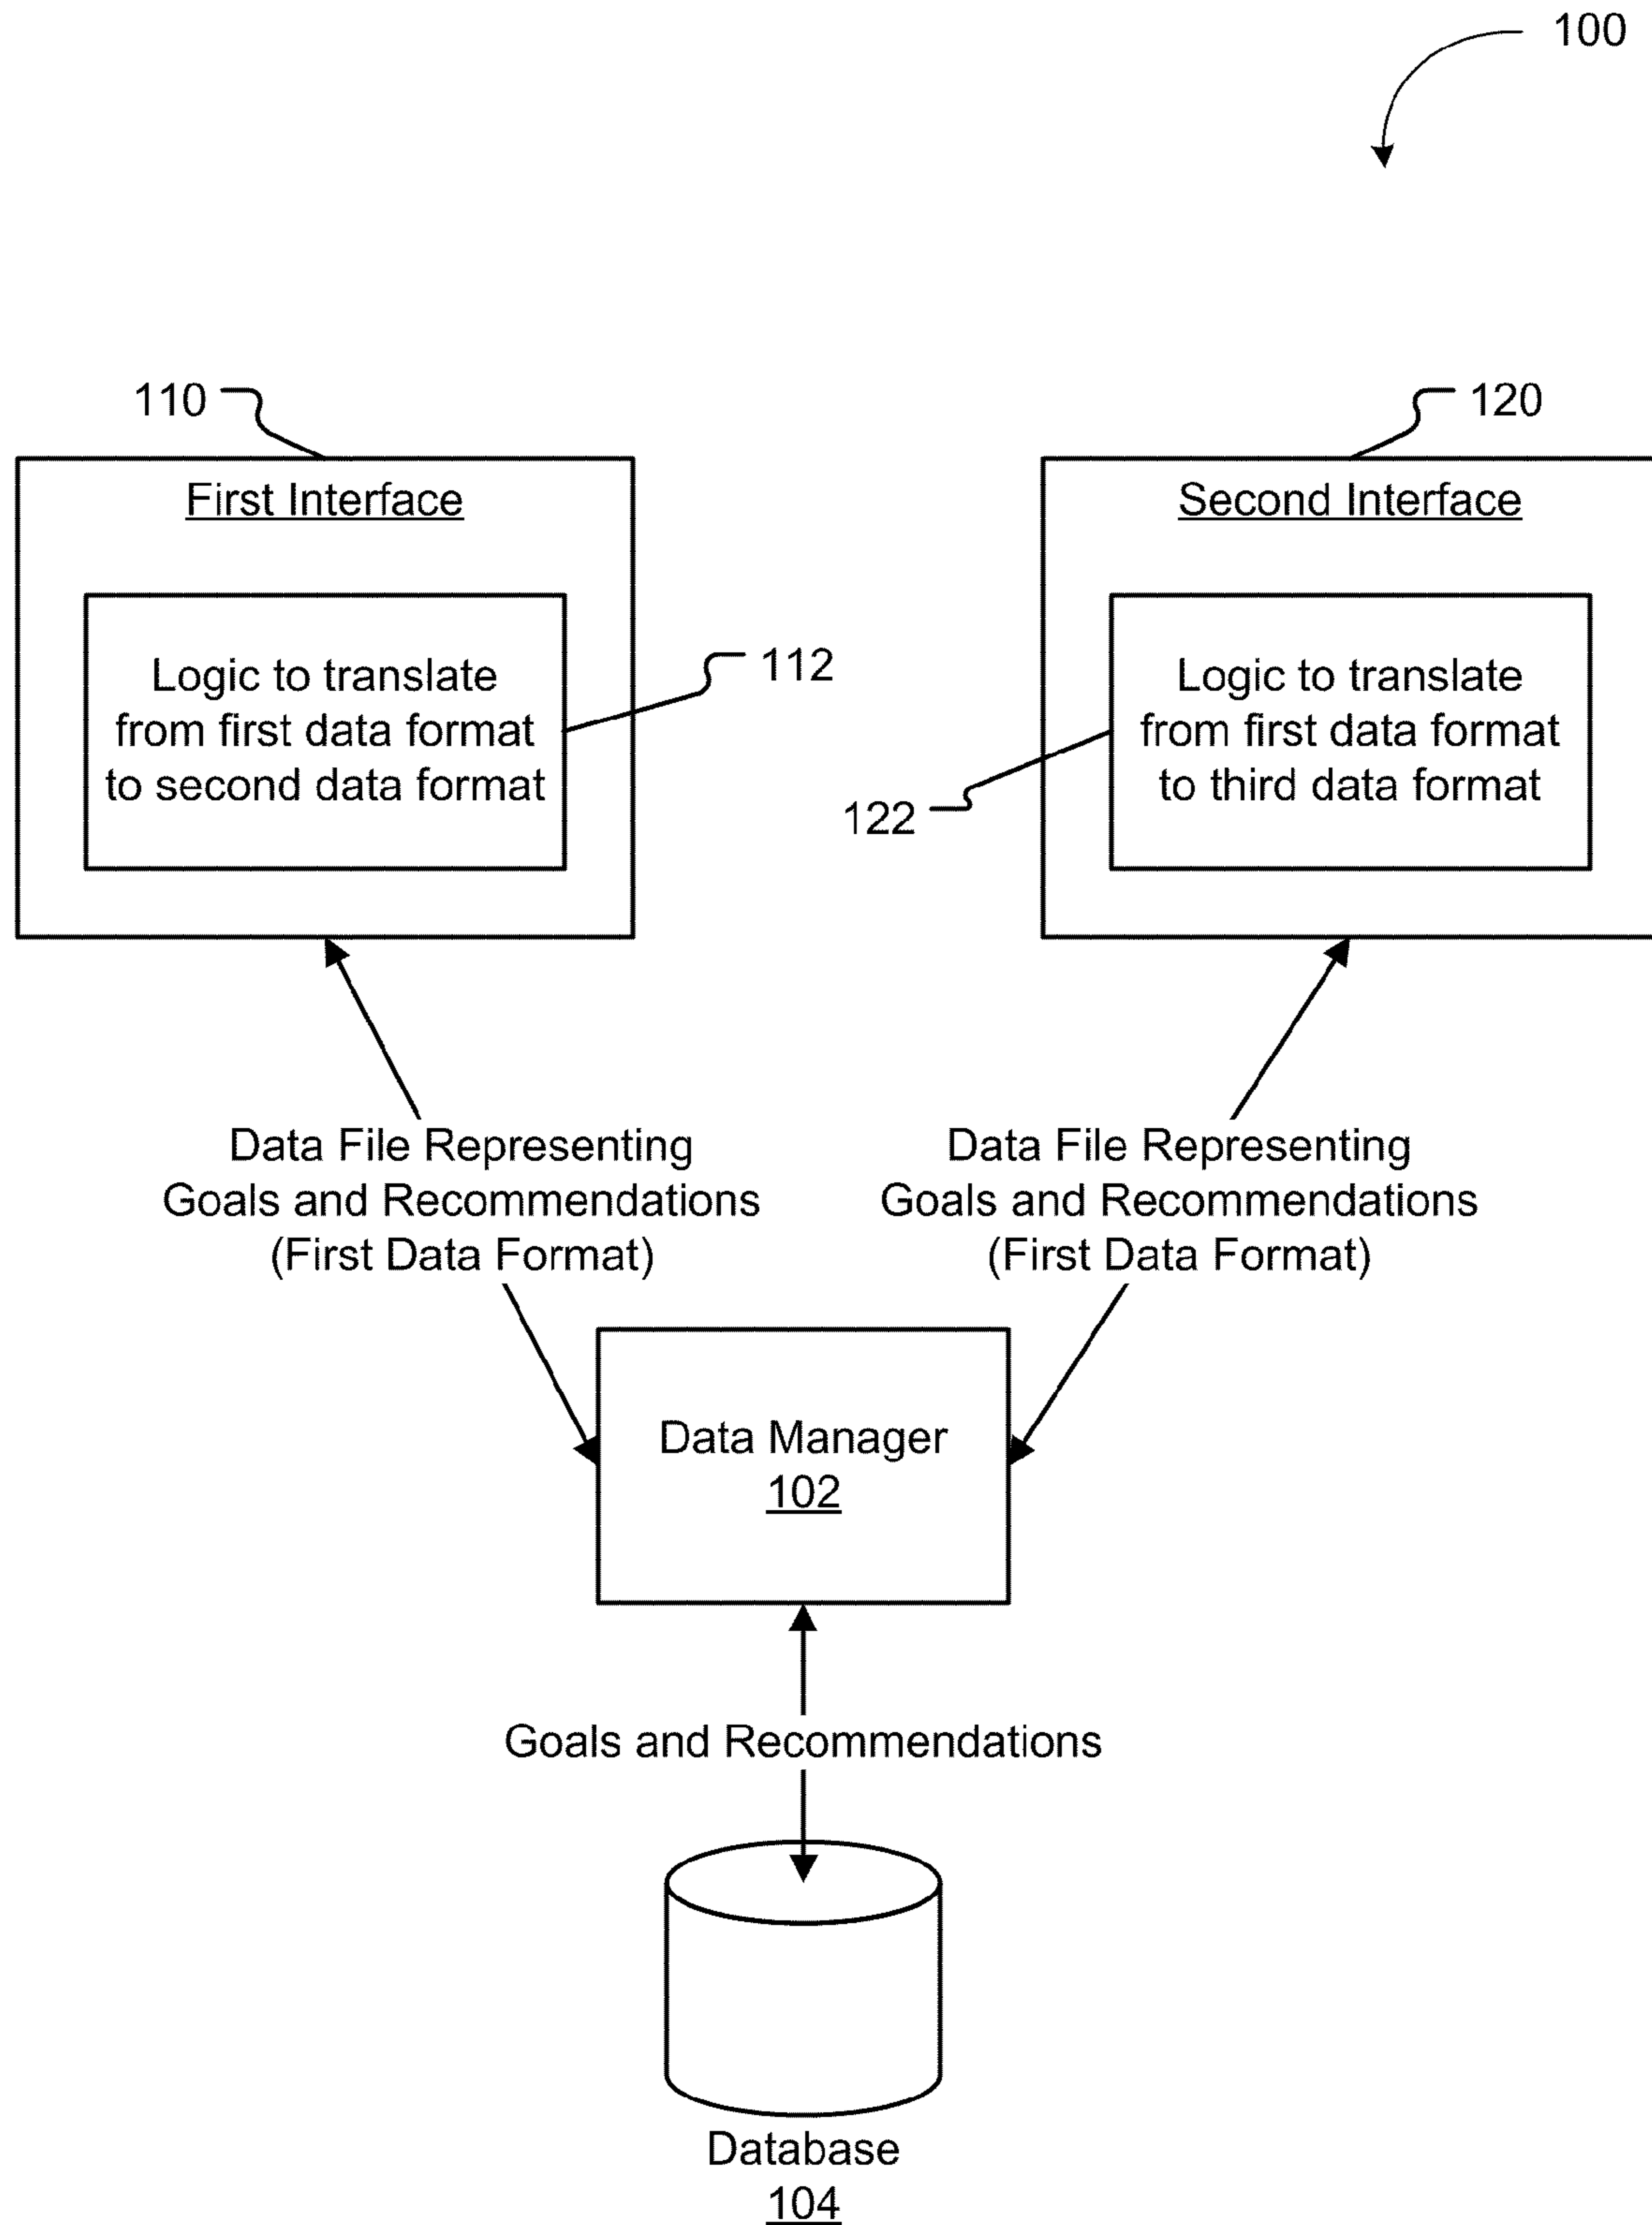 100
110
120
First Interface
Second Interface
Logic to translate
from first data format
to second data format
112
Logic to translate
from first data format
to third data format
122
Data File Representing
Goals and Recommendations
(First Data Format)
Data File Representing
Goals and Recommendations
(First Data Format)
Data Manager
102
Goals and Recommendations
Database
104